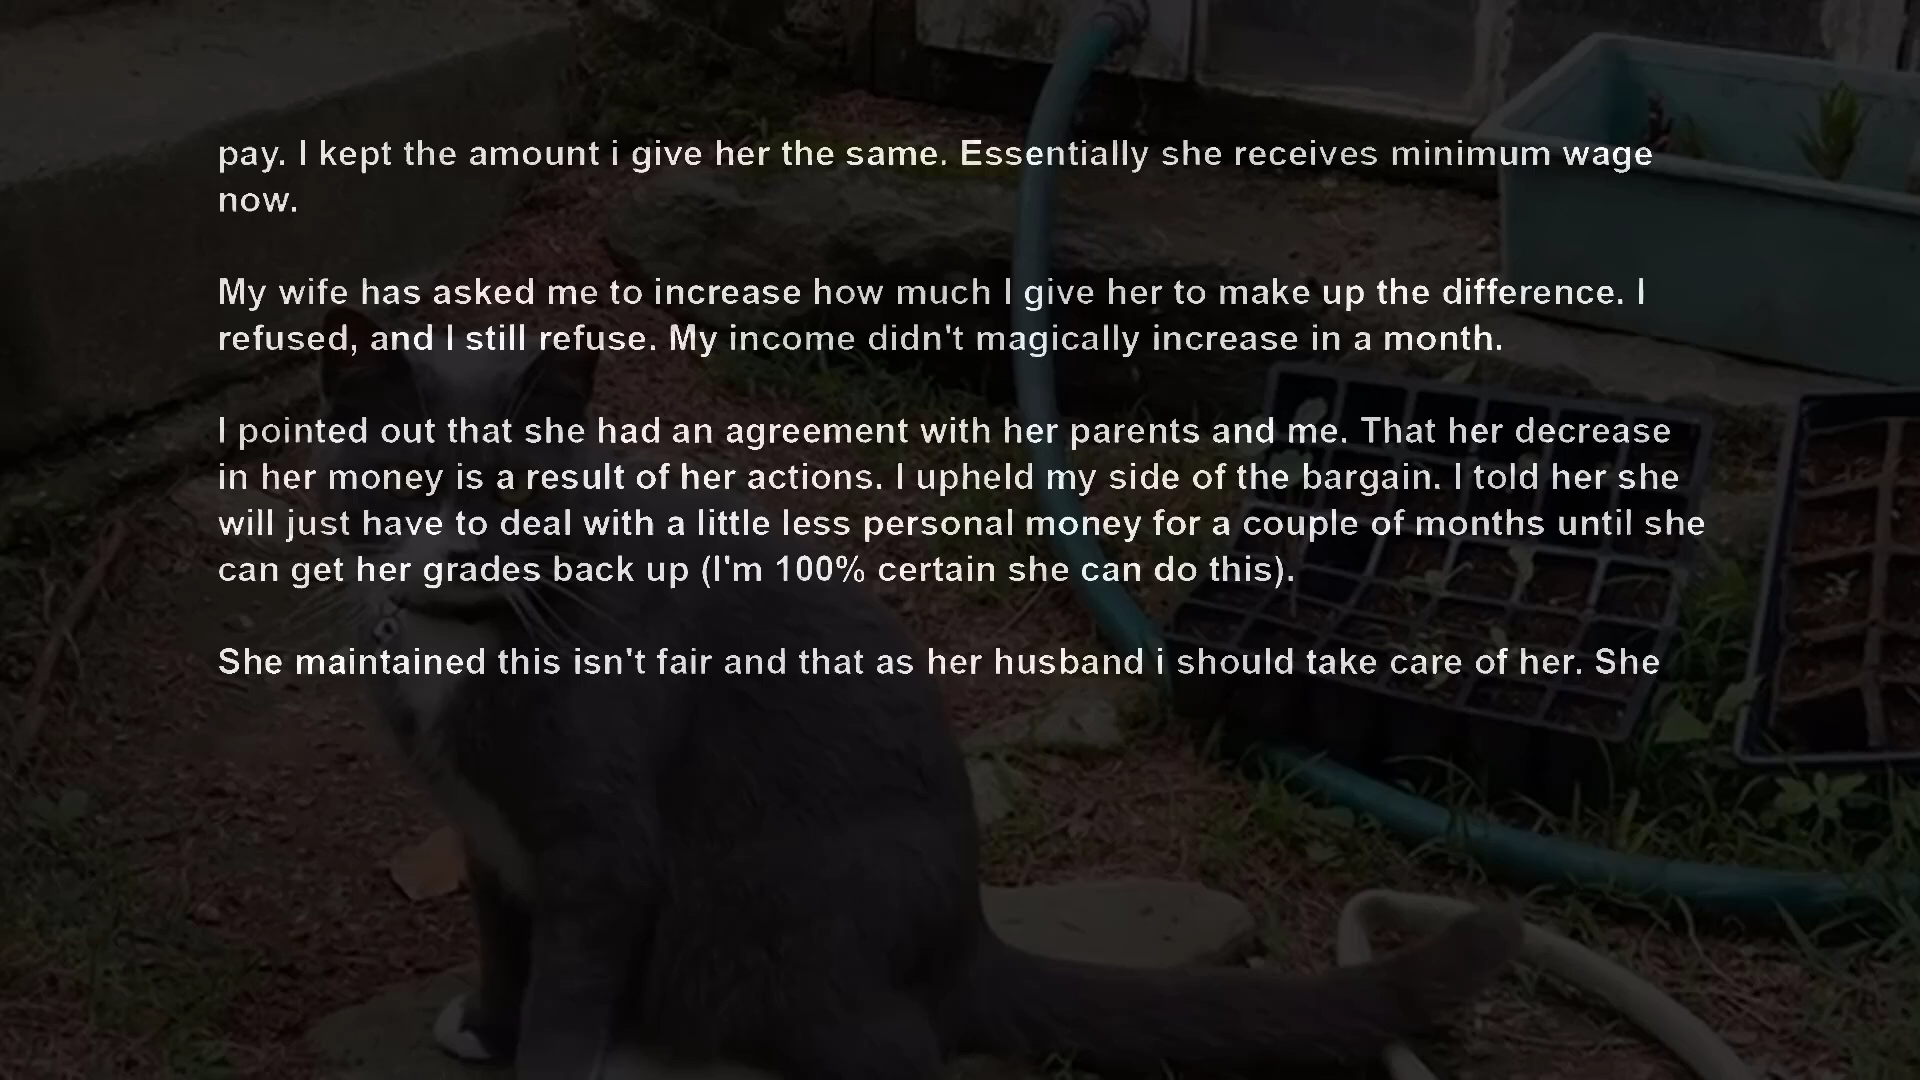 pay. I kept the amount i give her the same. Essentially she receives minimum wage
now.
My wife has asked me to increase how much I give her to make up the difference. I
refused, and I still refuse. My income didn't magically increase in a month.
I pointed out that she had an agreement with her parents and me. That her decrease
in her money is a result of her actions. I upheld my side of the bargain. I told her she
will just have to deal with a little less personal money for a couple of months until she
can get her grades back up (I'm 100% certain she can do this).
She maintained this isn't fair and that as her husband i should take care of her. She